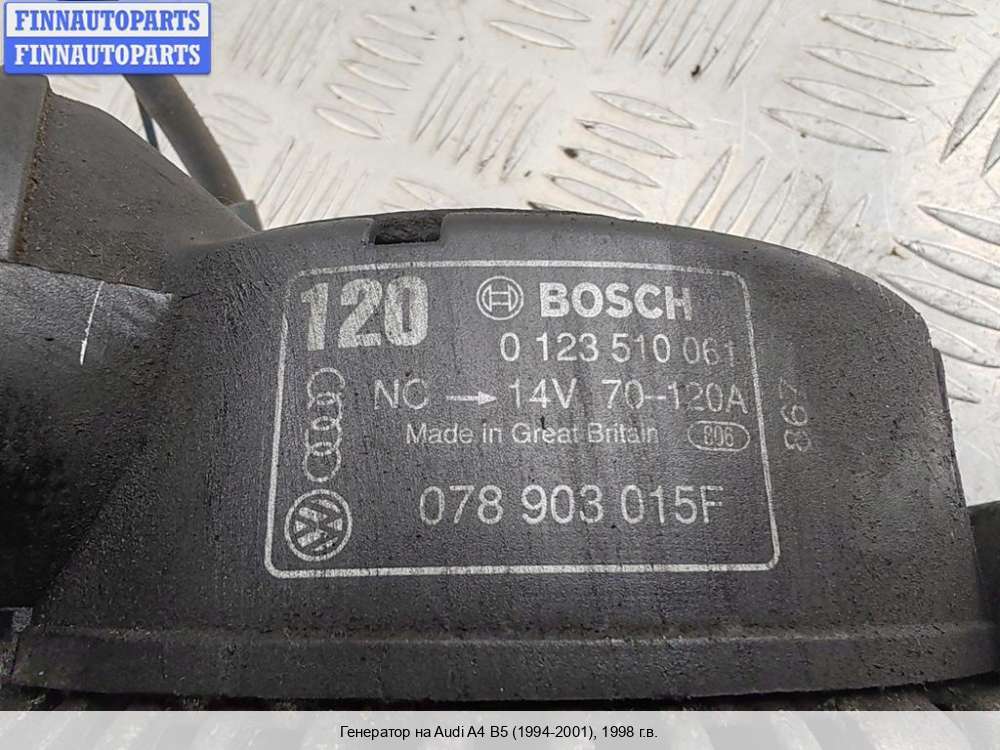 FINNAUTOPARTS
FINNAUTOPARTS
120 BOSCH
0 123 510 061
NC → 14V 70--120A
Made in Great Britain 806
078 903 015F
Генератор на Audi A4 B5 (1994-2001), 1998 г.в.